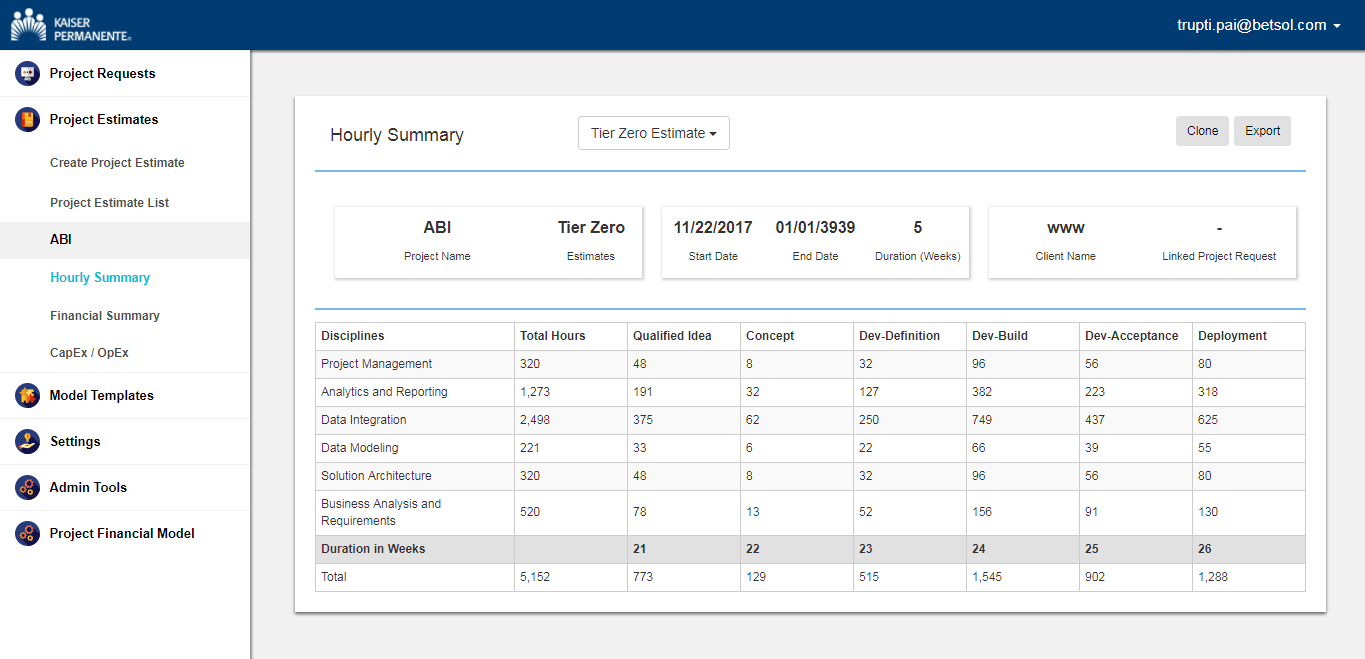 KAISER
PERMANENTE®
trupti.pai@betsol.com
Project Requests
Project Estimates
Create Project Estimate
Project Estimate List
ABI
Hourly Summary
Financial Summary
CapEx / OpEx
Model Templates
Settings
Admin Tools
Project Financial Model
Hourly Summary
Tier Zero Estimate
Clone
Export
ABI
Tier Zero
Project Name
Estimates
11/22/2017
01/01/3939
5
Start Date
End Date
Duration (Weeks)
www
-
Client Name
Linked Project Request
Disciplines Total Hours Qualified Idea Concept Dev-Definition Dev-Build Dev-Acceptance Deployment
Project Management 320 48 8 32 96 56 80
Analytics and Reporting 1,273 191 32 127 382 223 318
Data Integration 2,498 375 62 250 749 437 625
Data Modeling 221 33 6 22 66 39 55
Solution Architecture 320 48 8 32 96 56 80
Business Analysis and
Requirements 520 78 13 52 156 91 130
Duration in Weeks 21 22 23 24 25 26
Total 5,152 773 129 515 1,545 902 1,288